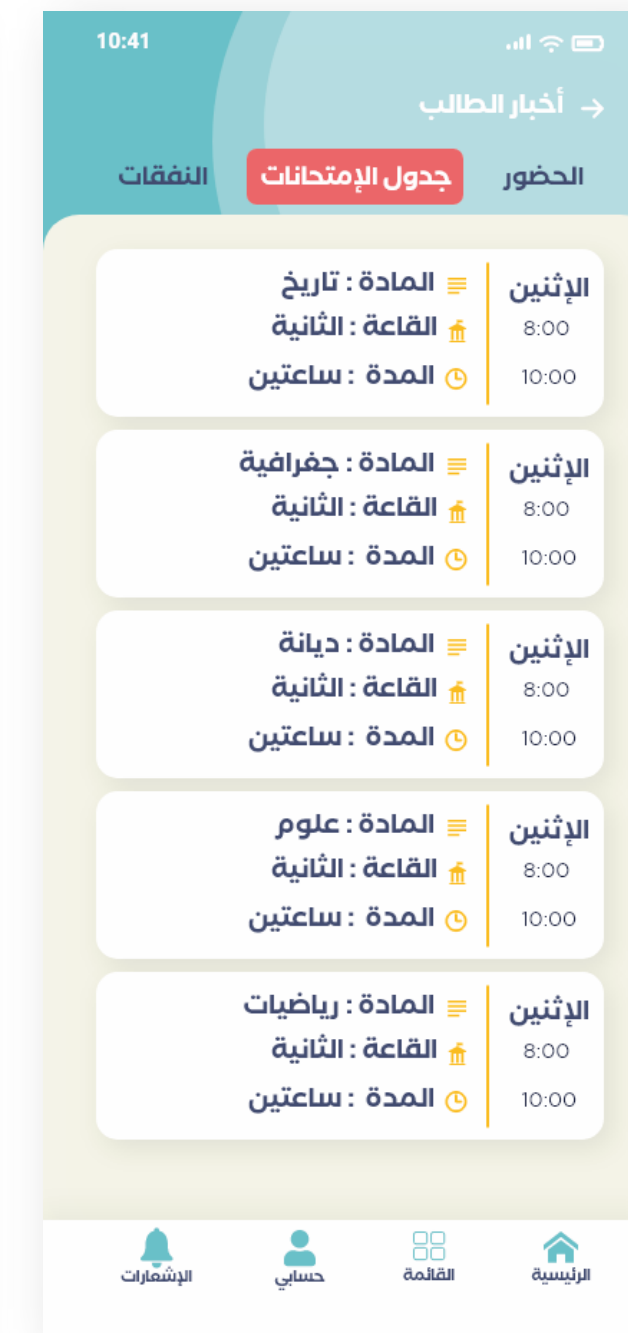 10:41
أخبار الطالب
الحضور
جدول الإمتحانات
النفقات
الإثنين
8:00
10:00
المادة : تاريخ
القاعة : الثانية
المدة : ساعتين
الإثنين
8:00
10:00
المادة : جغرافية
القاعة : الثانية
المدة : ساعتين
الإثنين
8:00
10:00
المادة : ديانة
القاعة : الثانية
المدة : ساعتين
الإثنين
8:00
10:00
المادة : علوم
القاعة : الثانية
المدة : ساعتين
الإثنين
8:00
10:00
المادة : رياضيات
القاعة : الثانية
المدة : ساعتين
الرئيسية
القائمة
حسابي
الإشعارات